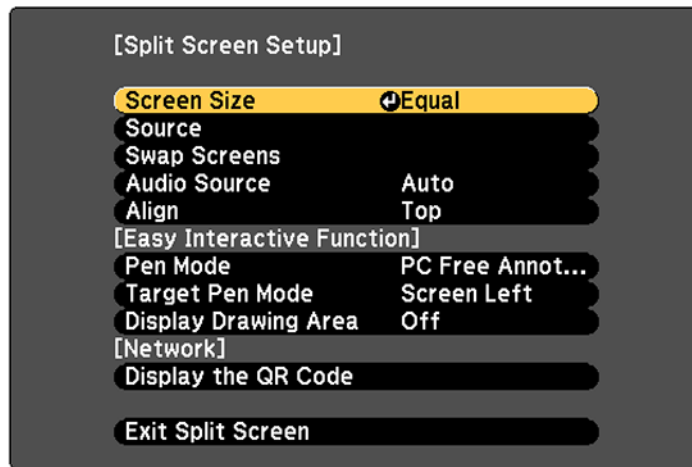 [Split Screen Setup]
Screen Size Equal
Source
Swap Screens
Audio Source Auto
Align Top
[Easy Interactive Function]
Pen Mode PC Free Annot...
Target Pen Mode Screen Left
Display Drawing Area Off
[Network]
Display the QR Code
Exit Split Screen